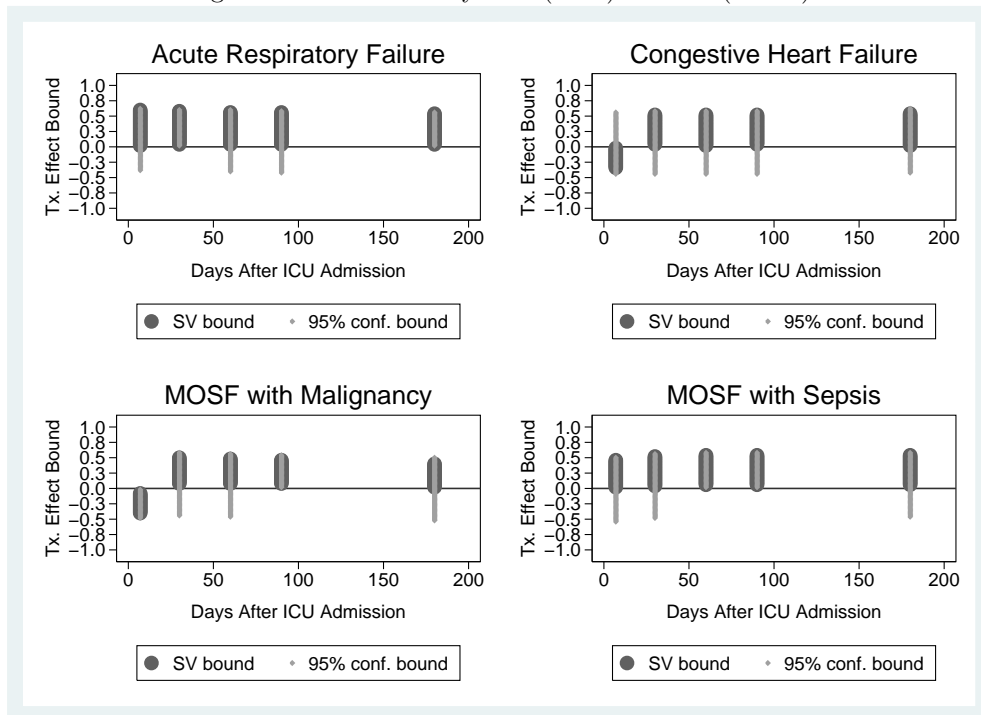 Acute Respiratory Failure
Tx. Effect Bound
1.0
0.8
0.5
0.3
0.0
−0.3
−0.5
−0.8
−1.0
0 50 100 150 200
Days After ICU Admission
SV bound 95% conf. bound
Congestive Heart Failure
Tx. Effect Bound
1.0
0.8
0.5
0.3
0.0
−0.3
−0.5
−0.8
−1.0
0 50 100 150 200
Days After ICU Admission
SV bound 95% conf. bound
MOSF with Malignancy
Tx. Effect Bound
1.0
0.8
0.5
0.3
0.0
−0.3
−0.5
−0.8
−1.0
0 50 100 150 200
Days After ICU Admission
SV bound 95% conf. bound
MOSF with Sepsis
Tx. Effect Bound
1.0
0.8
0.5
0.3
0.0
−0.3
−0.5
−0.8
−1.0
0 50 100 150 200
Days After ICU Admission
SV bound 95% conf. bound